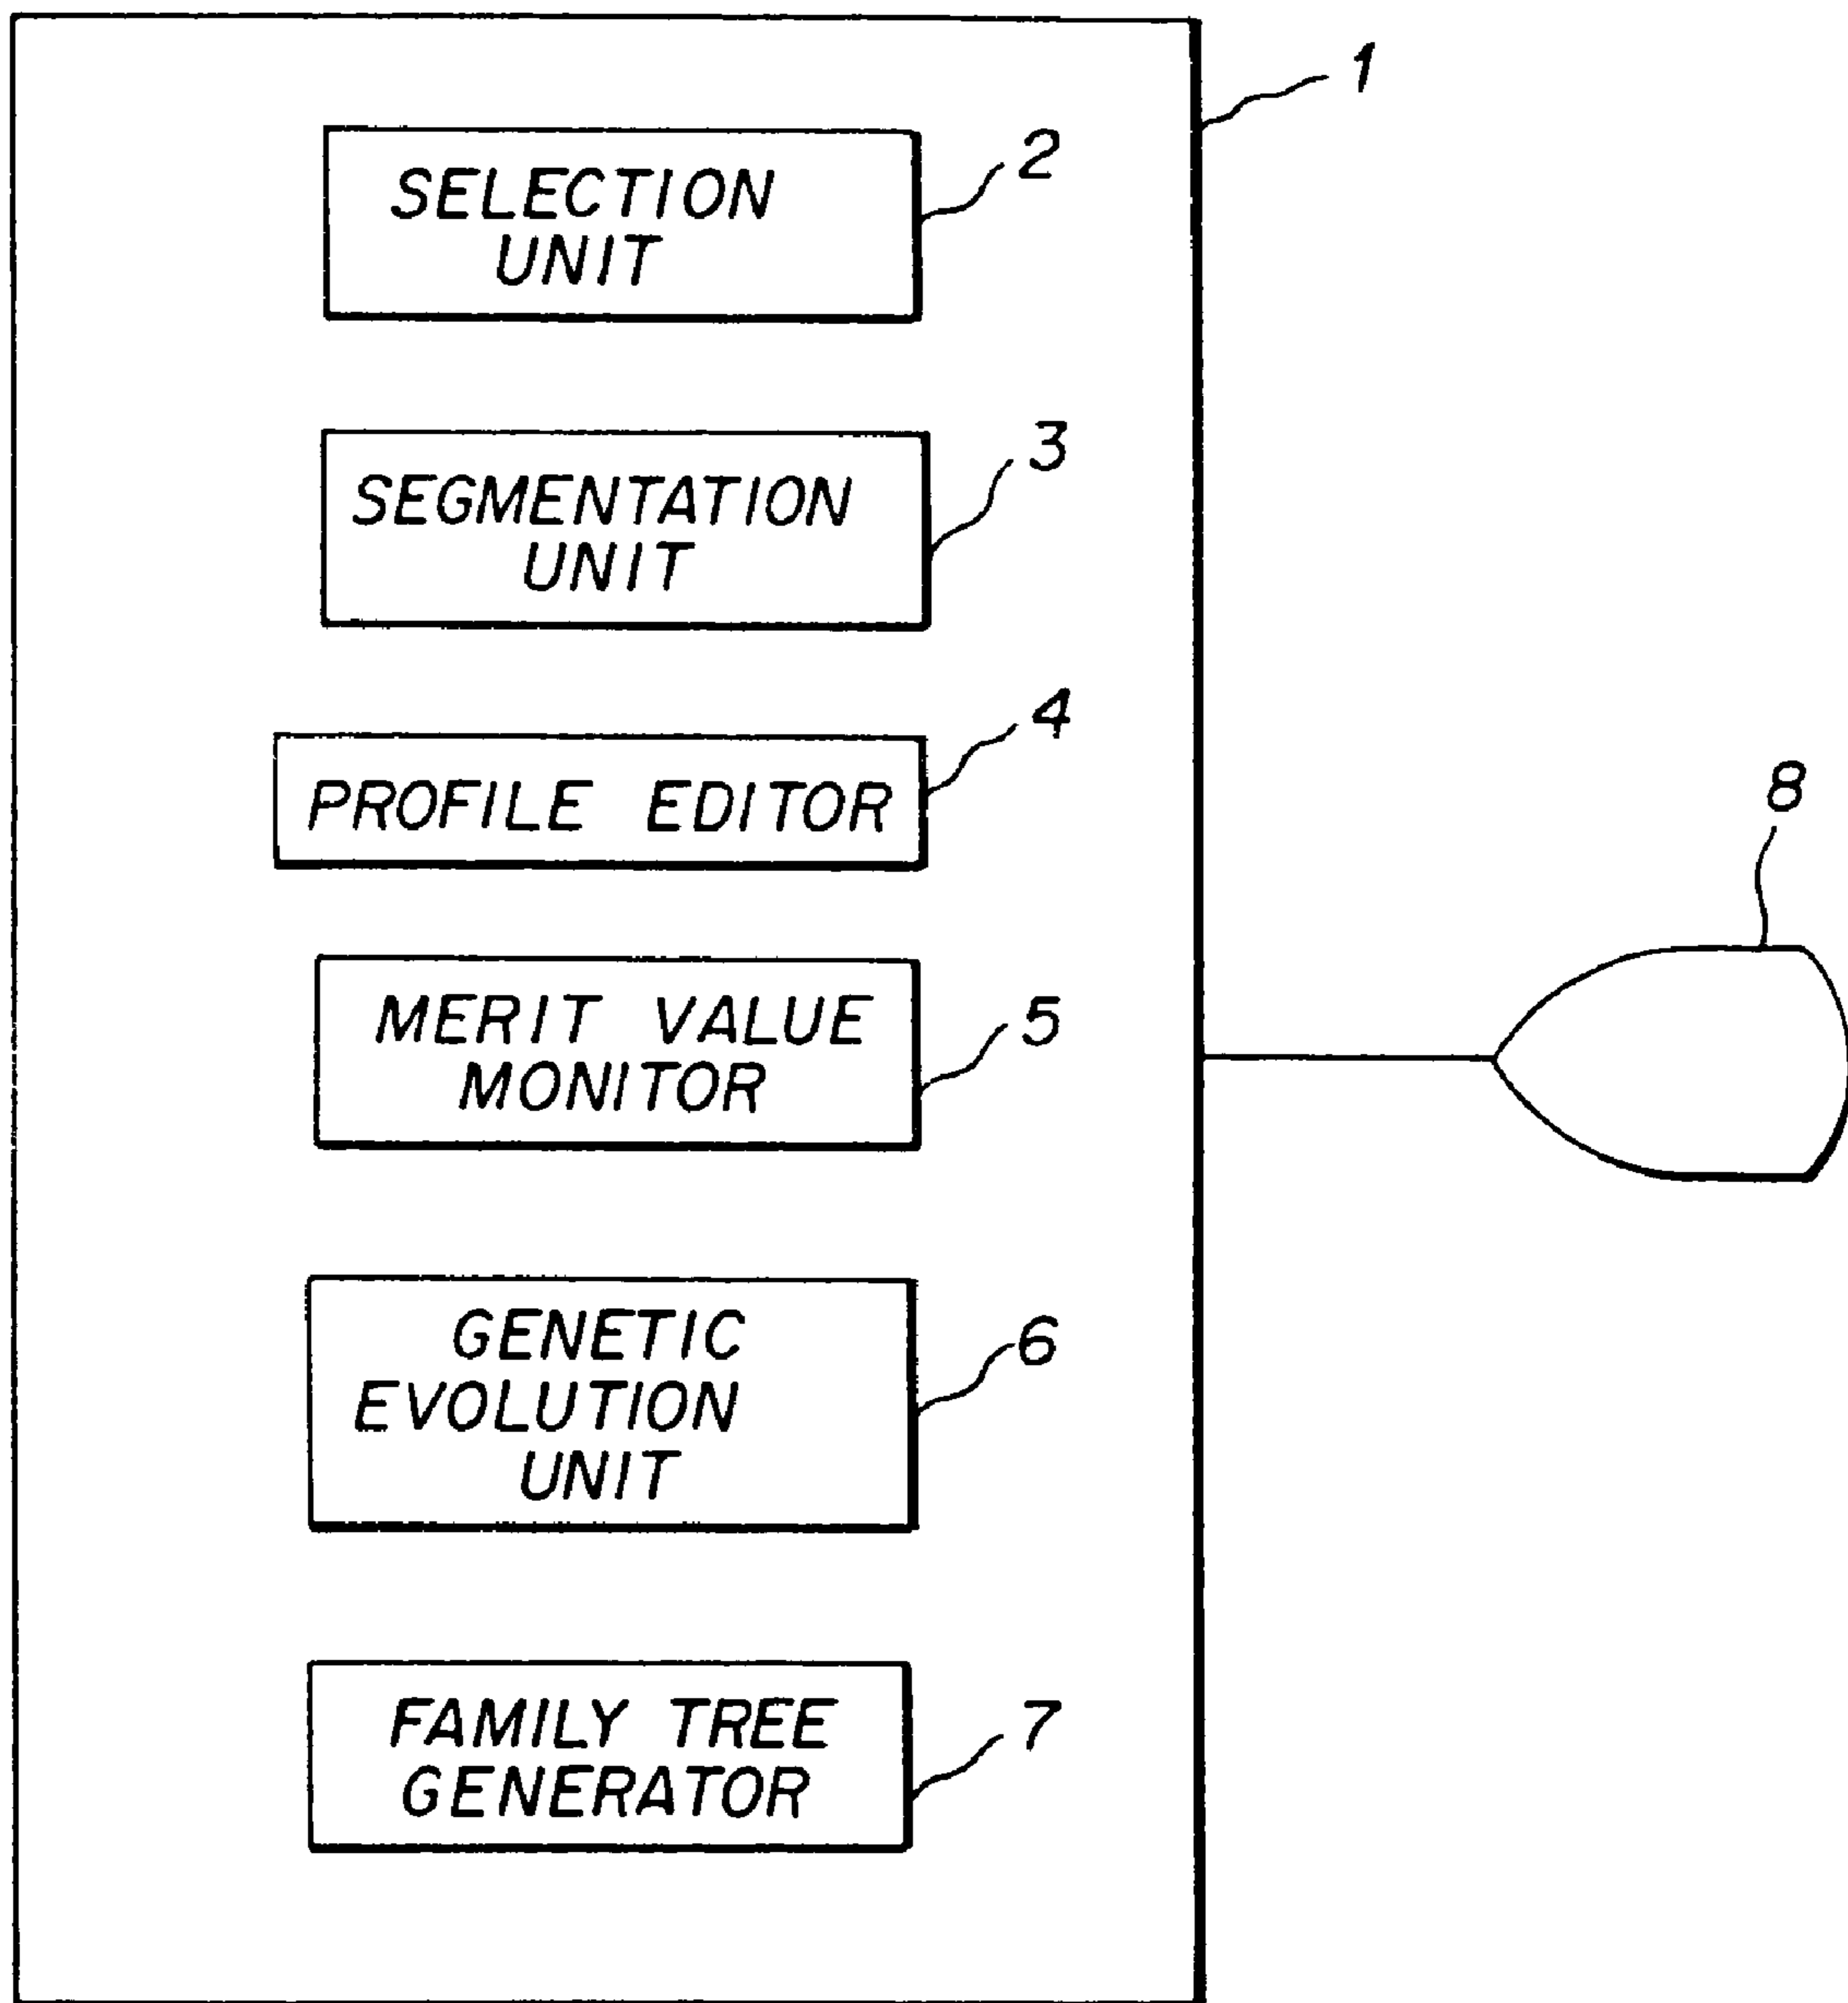 1
SELECTION
UNIT
2
SEGMENTATION
UNIT
3
PROFILE EDITOR
4
MERIT VALUE
MONITOR
5
GENETIC
EVOLUTION
UNIT
6
FAMILY TREE
GENERATOR
7
8